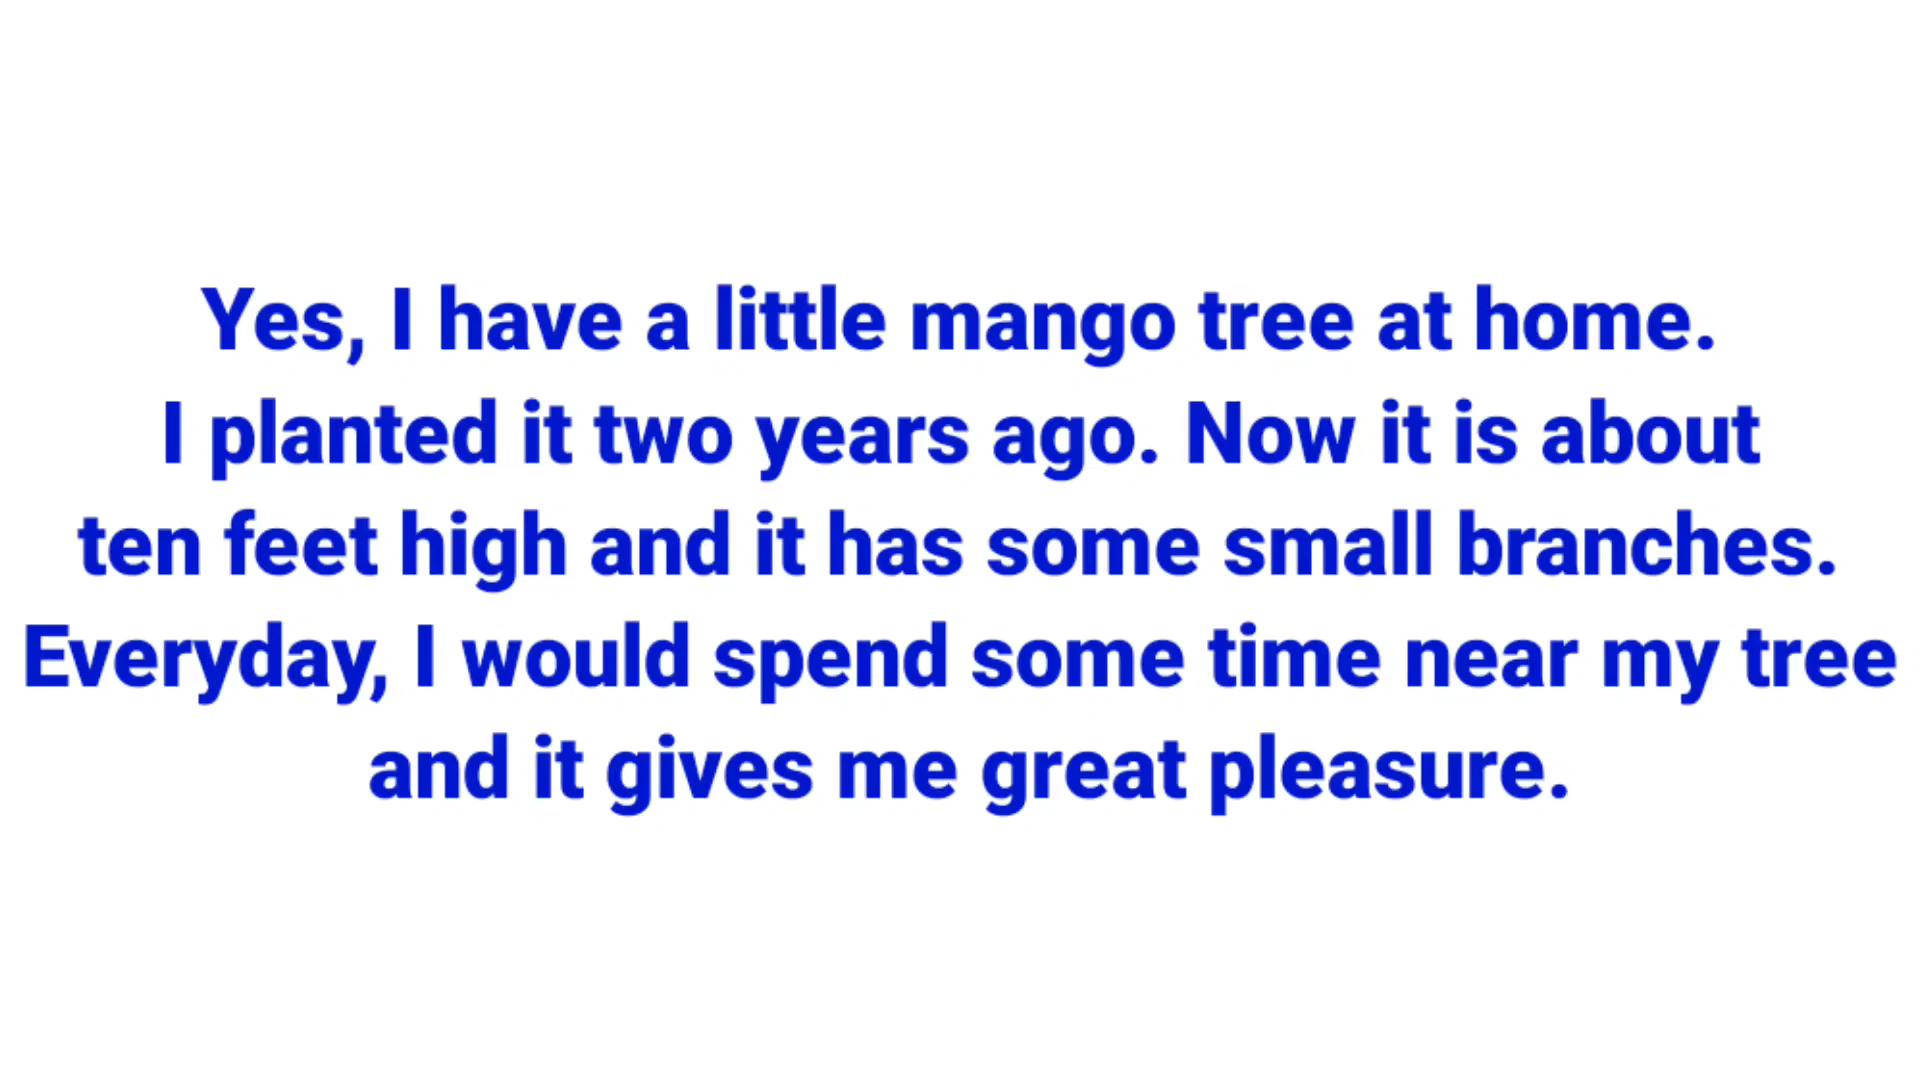 Yes, I have a little mango tree at home.
I planted it two years ago. Now it is about
ten feet high and it has some small branches.
Everyday, I would spend some time near my tree
and it gives me great pleasure.